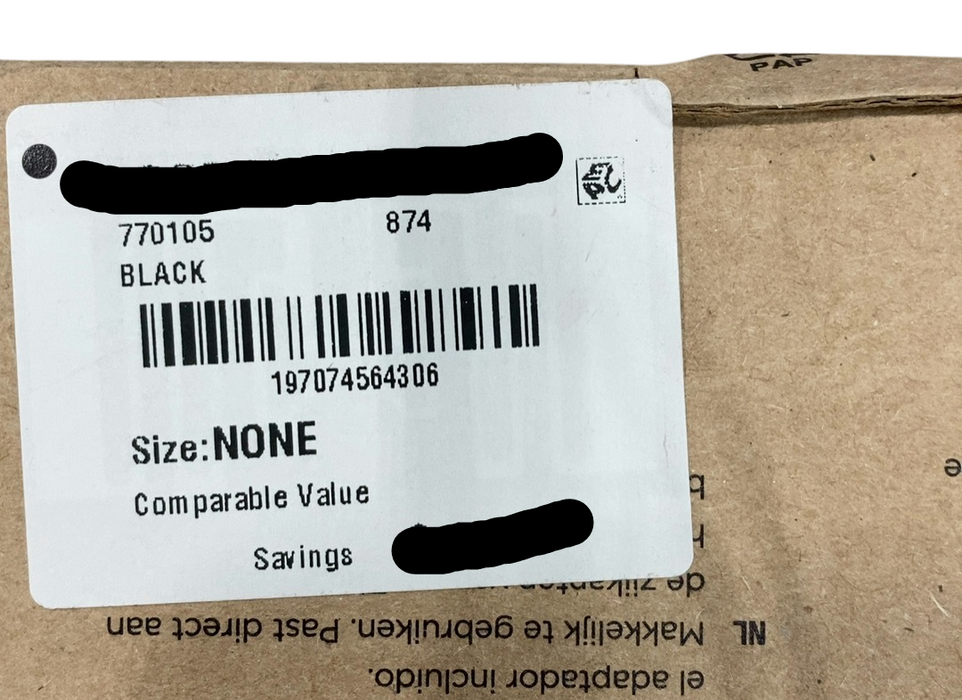 PAP
770105 874
BLACK
197074564306
Size:NONE
Comparable Value
Savings
el adaptador incluido.
NL Makkelijk te gebruiken. Past direct aan
de zijkanten
h
b
e